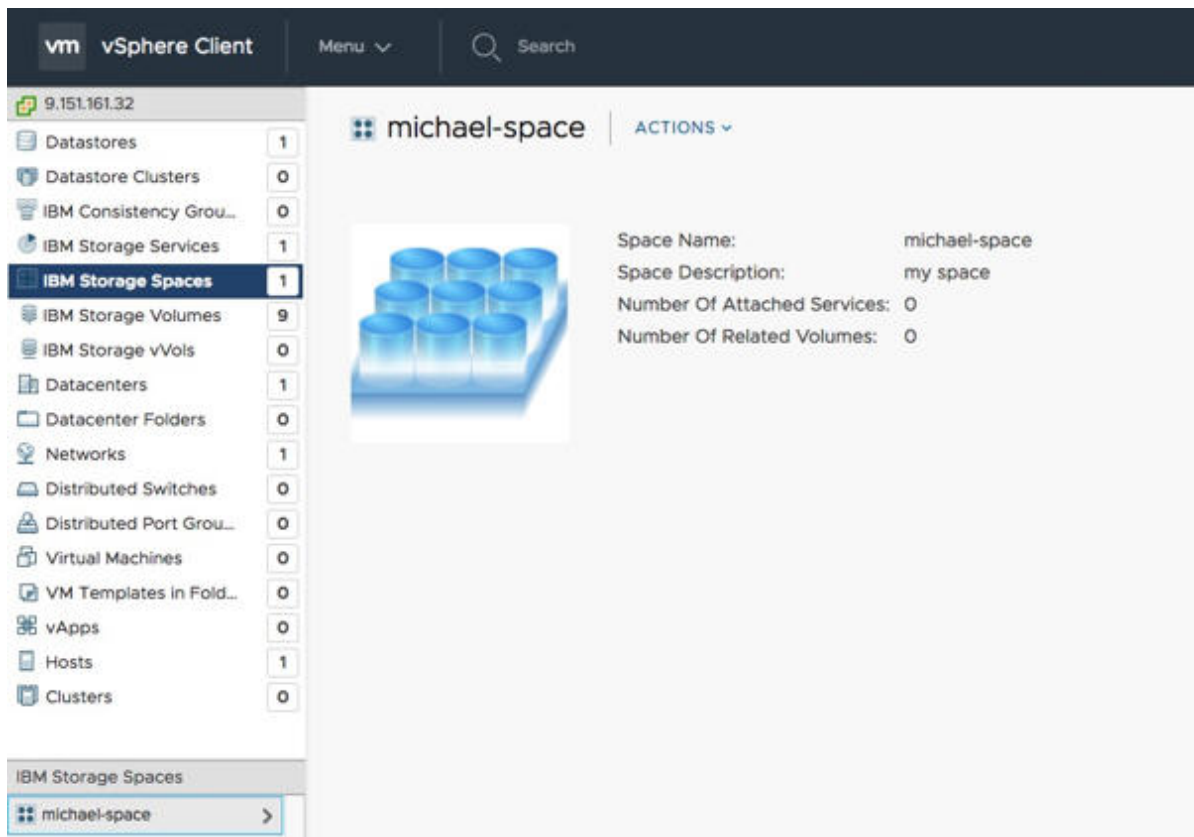 vm vSphere Client Menu Search
9.151.161.32
Datastores 1
Datastore Clusters 0
IBM Consistency Grou... 0
IBM Storage Services 1
IBM Storage Spaces 1
IBM Storage Volumes 9
IBM Storage vVols 0
Datacenters 1
Datacenter Folders 0
Networks 1
Distributed Switches 0
Distributed Port Grou... 0
Virtual Machines 0
VM Templates in Fold... 0
vApps 0
Hosts 1
Clusters 0
IBM Storage Spaces
michael-space
michael-space ACTIONS
Space Name: michael-space
Space Description: my space
Number Of Attached Services: 0
Number Of Related Volumes: 0